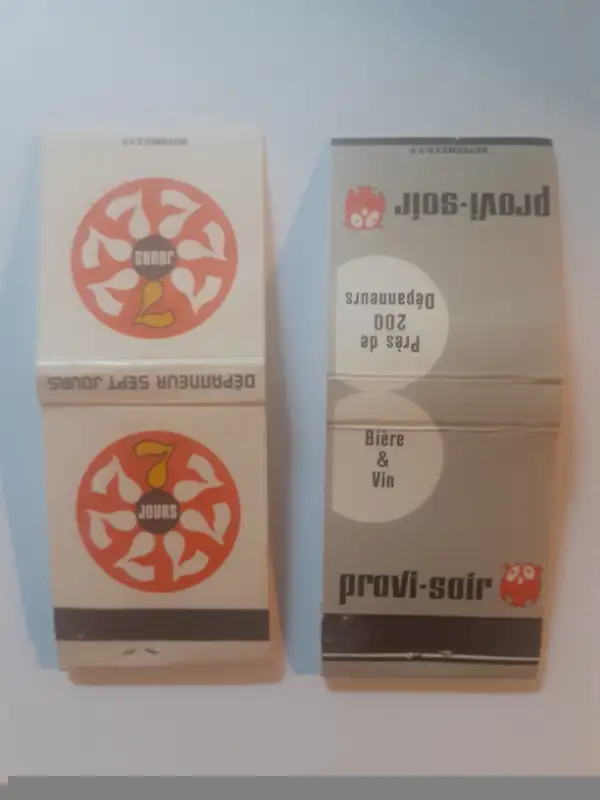 7
JOURS
DÉPANNEUR SEPT JOURS
7
JOURS
provi-soir
Près de
200
Dépanneurs
Bière
&
Vin
provi-soir